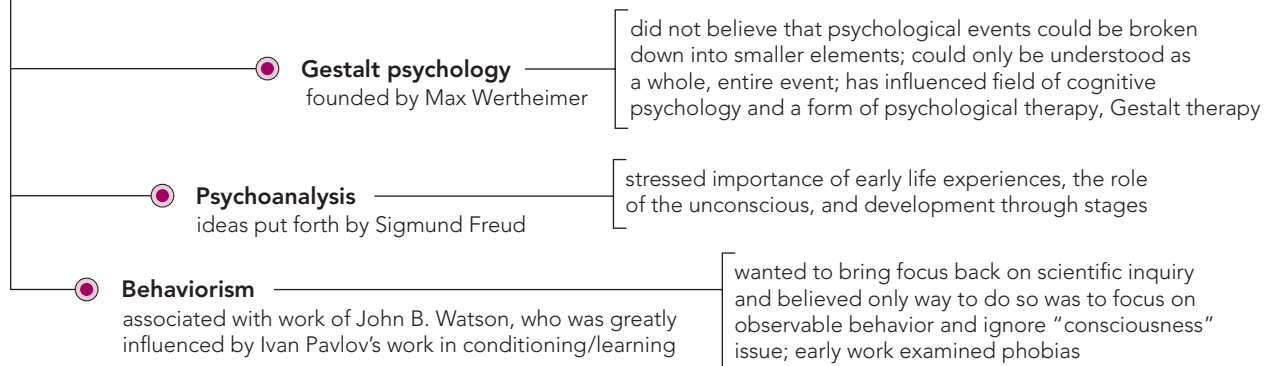 Gestalt psychology
founded by Max Wertheimer
did not believe that psychological events could be broken
down into smaller elements; could only be understood as
a whole, entire event; has influenced field of cognitive
psychology and a form of psychological therapy, Gestalt therapy
Psychoanalysis
ideas put forth by Sigmund Freud
stressed importance of early life experiences, the role
of the unconscious, and development through stages
Behaviorism
associated with work of John B. Watson, who was greatly
influenced by Ivan Pavlov’s work in conditioning/learning
wanted to bring focus back on scientific inquiry
and believed only way to do so was to focus on
observable behavior and ignore “consciousness”
issue; early work examined phobias